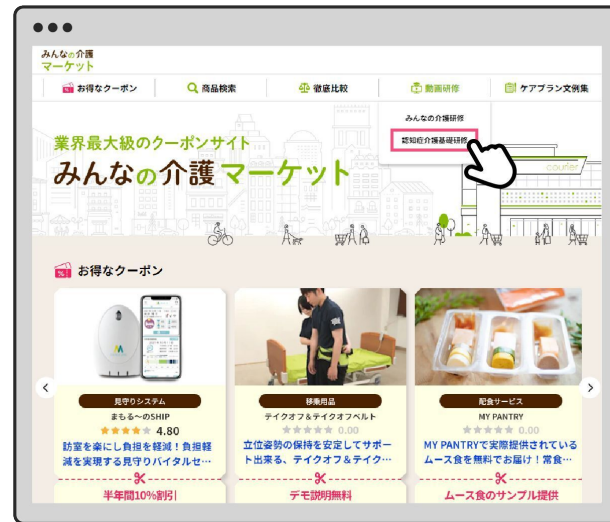 みんなの介護
マーケット
お得なクーポン
商品検索
徹底比較
動画研修
ケアプラン文例集
みんなの介護研修
認知症介護基礎研修
業界最大級のクーポンサイト
みんなの介護マーケット
courier
お得なクーポン
見守りシステム
まもる～のSHIP
4.80
訪室を楽にし負担を軽減！負担軽
減を実現する見守りバイタルセ…
半年間10％割引
移乗用品
テイクオフ＆テイクオフベルト
0.00
立位姿勢の保持を安定してサポー
ト出来る、テイクオフ＆テイク…
デモ説明無料
配食サービス
MY PANTRY
0.00
MY PANTRYで実際提供されている
ムース食を無料でお届け！常食…
ムース食のサンプル提供